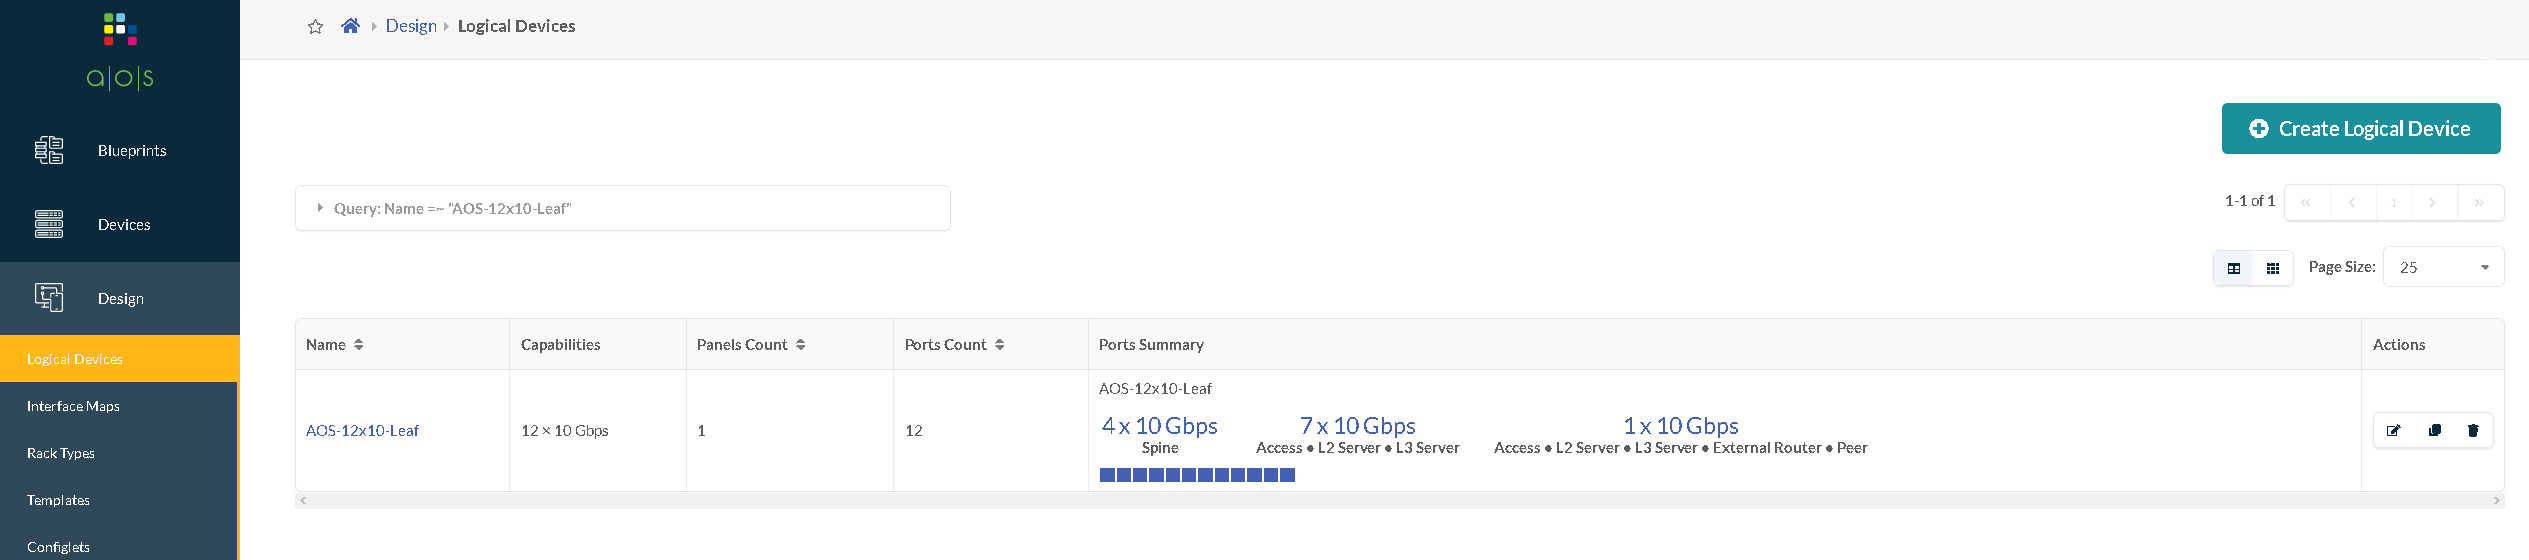 Design
Logical Devices
a|o|s
Blueprints
Devices
Design
Logical Devices
Interface Maps
Rack Types
Templates
Configlets
Create Logical Device
Query: Name =~ "AOS-12x10-Leaf"
1-1 of 1
1
Page Size:
25
Name
Capabilities
Panels Count
Ports Count
Ports Summary
Actions
AOS-12x10-Leaf
12 × 10 Gbps
1
12
AOS-12x10-Leaf
4 x 10 Gbps
Spine
7 x 10 Gbps
Access • L2 Server • L3 Server
1 x 10 Gbps
Access • L2 Server • L3 Server • External Router • Peer